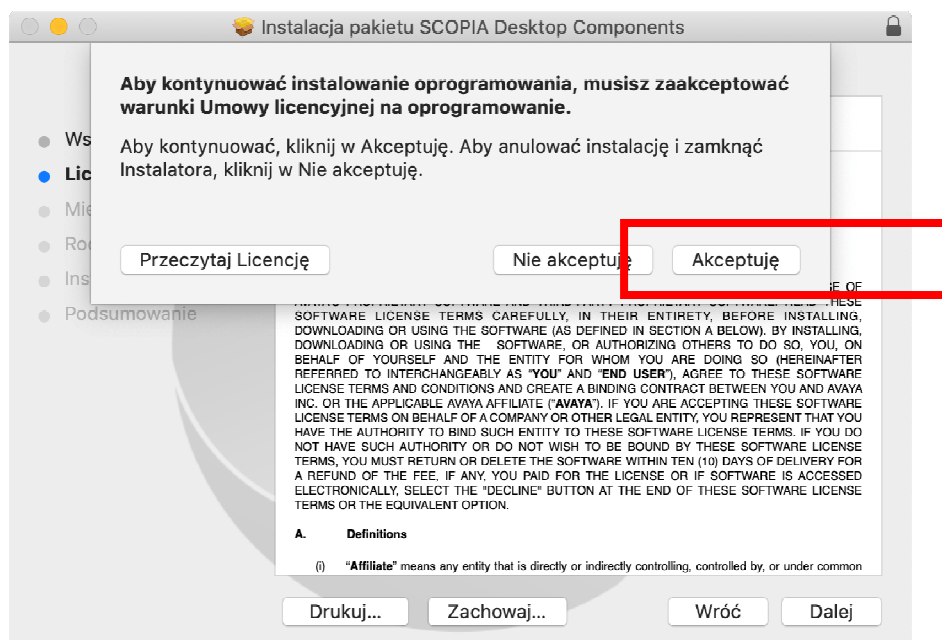 Instalacja pakietu SCOPIA Desktop Components
Aby kontynuować instalowanie oprogramowania, musisz zaakceptować
warunki Umowy licencyjnej na oprogramowanie.
Aby kontynuować, kliknij w Akceptuję. Aby anulować instalację i zamknąć
Instalatora, kliknij w Nie akceptuję.
Przeczytaj Licencję
Nie akceptuję
Akceptuję
Ws
Lic
Mie
Ins
Podsumowanie
SE OF
SOFTWARE LICENSE TERMS CAREFULLY, IN THEIR ENTIRETY, BEFORE INSTALLING,
DOWNLOADING OR USING THE SOFTWARE (AS DEFINED IN SECTION A BELOW). BY INSTALLING,
DOWNLOADING OR USING THE SOFTWARE, OR AUTHORIZING OTHERS TO DO SO, YOU, ON
BEHALF OF YOURSELF AND THE ENTITY FOR WHOM YOU ARE DOING SO (HEREINAFTER
REFERRED TO INTERCHANGEABLY AS "YOU" AND "END USER"), AGREE TO THESE SOFTWARE
LICENSE TERMS AND CONDITIONS AND CREATE A BINDING CONTRACT BETWEEN YOU AND AVAYA
INC. OR THE APPLICABLE AVAYA AFFILIATE ("AVAYA"). IF YOU ARE ACCEPTING THESE SOFTWARE
LICENSE TERMS ON BEHALF OF A COMPANY OR OTHER LEGAL ENTITY, YOU REPRESENT THAT YOU
HAVE THE AUTHORITY TO BIND SUCH ENTITY TO THESE SOFTWARE LICENSE TERMS. IF YOU DO
NOT HAVE SUCH AUTHORITY OR DO NOT WISH TO BE BOUND BY THESE SOFTWARE LICENSE
TERMS, YOU MUST RETURN OR DELETE THE SOFTWARE WITHIN TEN (10) DAYS OF DELIVERY FOR
A REFUND OF THE FEE, IF ANY, YOU PAID FOR THE LICENSE OR IF SOFTWARE IS ACCESSED
ELECTRONICALLY, SELECT THE "DECLINE" BUTTON AT THE END OF THESE SOFTWARE LICENSE
TERMS OR THE EQUIVALENT OPTION.
A. Definitions
(i) "Affiliate" means any entity that is directly or indirectly controlling, controlled by, or under common
Drukuj...
Zachowaj...
Wróć
Dalej